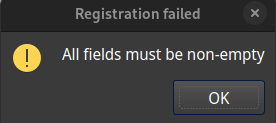 Registration failed
All fields must be non-empty
OK